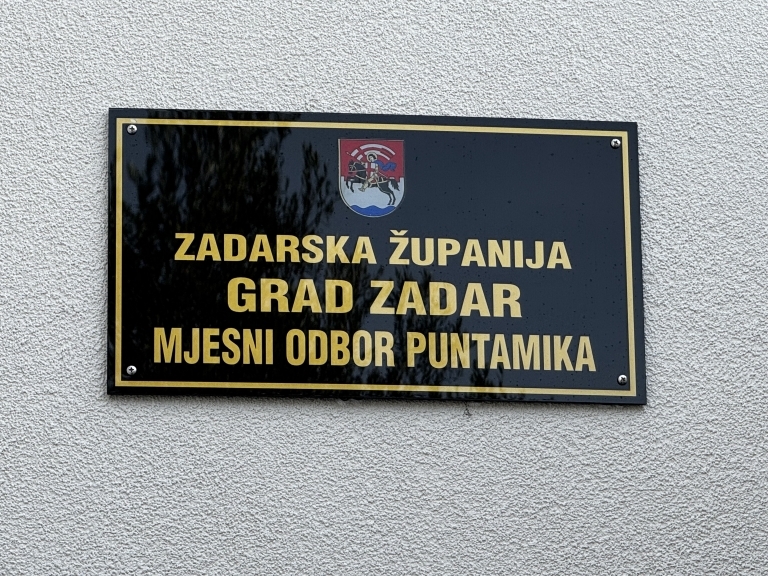 ZADARSKA ŽUPANIJA
GRAD ZADAR
MJESNI ODBOR PUNTAMIKA